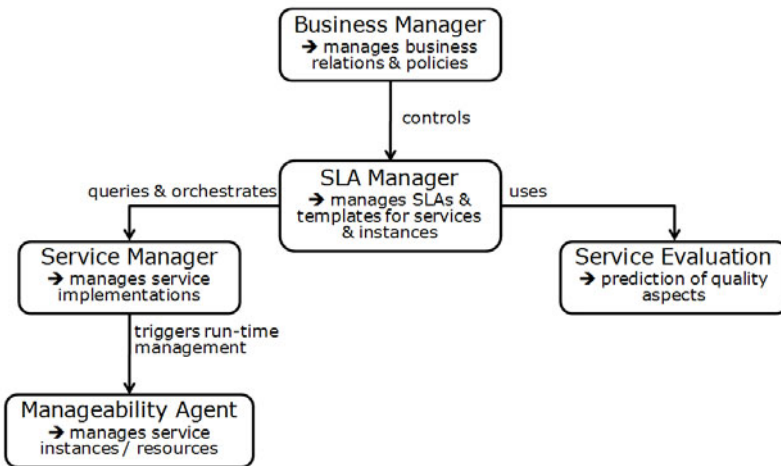 Business Manager
➔ manages business
relations & policies
controls
SLA Manager
➔ manages SLAs &
templates for services
& instances
queries & orchestrates
uses
Service Manager
➔ manages service
implementations
Service Evaluation
➔ prediction of quality
aspects
triggers run-time
management
Manageability Agent
➔ manages service
instances / resources